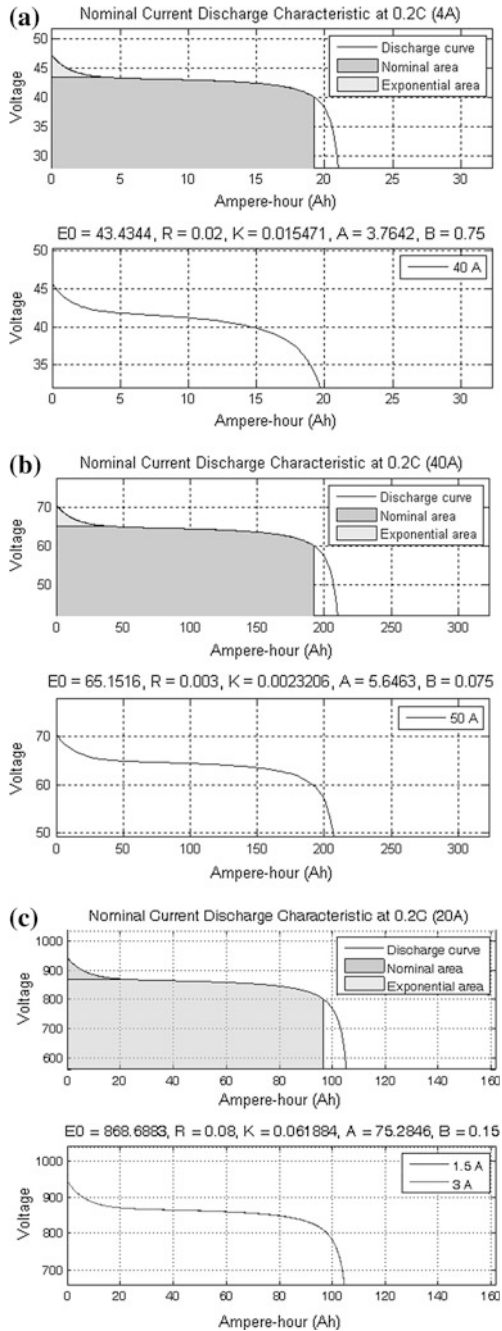 (a)
Nominal Current Discharge Characteristic at 0.2C (4A)
Voltage
50
45
40
35
30
Discharge curve
Nominal area
Exponential area
0 5 10 15 20 25 30
Ampere-hour (Ah)
E0 = 43.4344, R = 0.02, K = 0.015471, A = 3.7642, B = 0.75
Voltage
50
45
40
35
40 A
0 5 10 15 20 25 30
Ampere-hour (Ah)
(b)
Nominal Current Discharge Characteristic at 0.2C (40A)
Voltage
70
60
50
Discharge curve
Nominal area
Exponential area
0 50 100 150 200 250 300
Ampere-hour (Ah)
E0 = 65.1516, R = 0.003, K = 0.0023206, A = 5.6463, B = 0.075
Voltage
70
60
50
50 A
0 50 100 150 200 250 300
Ampere-hour (Ah)
(c)
Nominal Current Discharge Characteristic at 0.2C (20A)
Voltage
1000
900
800
700
600
Discharge curve
Nominal area
Exponential area
0 20 40 60 80 100 120 140 160
Ampere-hour (Ah)
E0 = 868.6883, R = 0.08, K = 0.061884, A = 75.2846, B = 0.15
Voltage
1000
900
800
700
1.5 A
3 A
0 20 40 60 80 100 120 140 160
Ampere-hour (Ah)